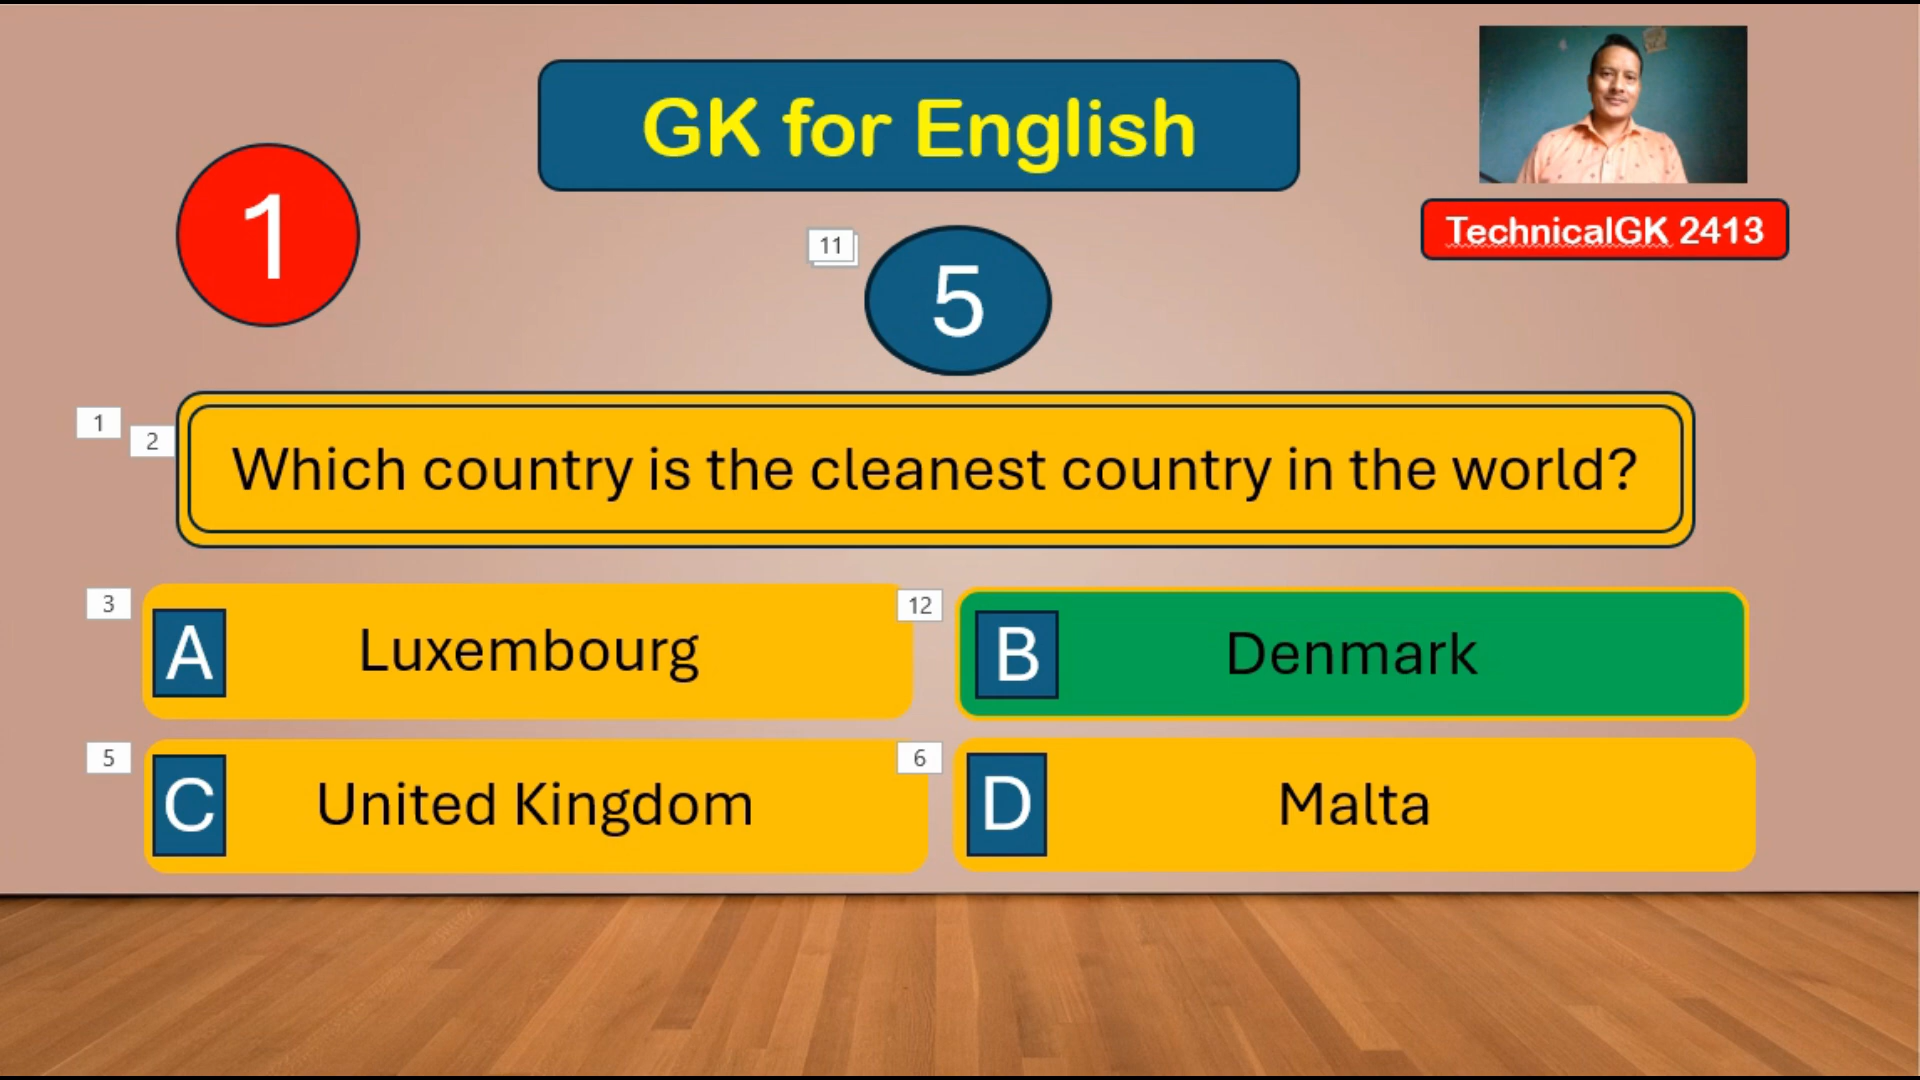 GK for English
1
TechnicalGK 2413
11
5
1
2
Which country is the cleanest country in the world?
3
A
Luxembourg
12
B
Denmark
5
C
United Kingdom
6
D
Malta